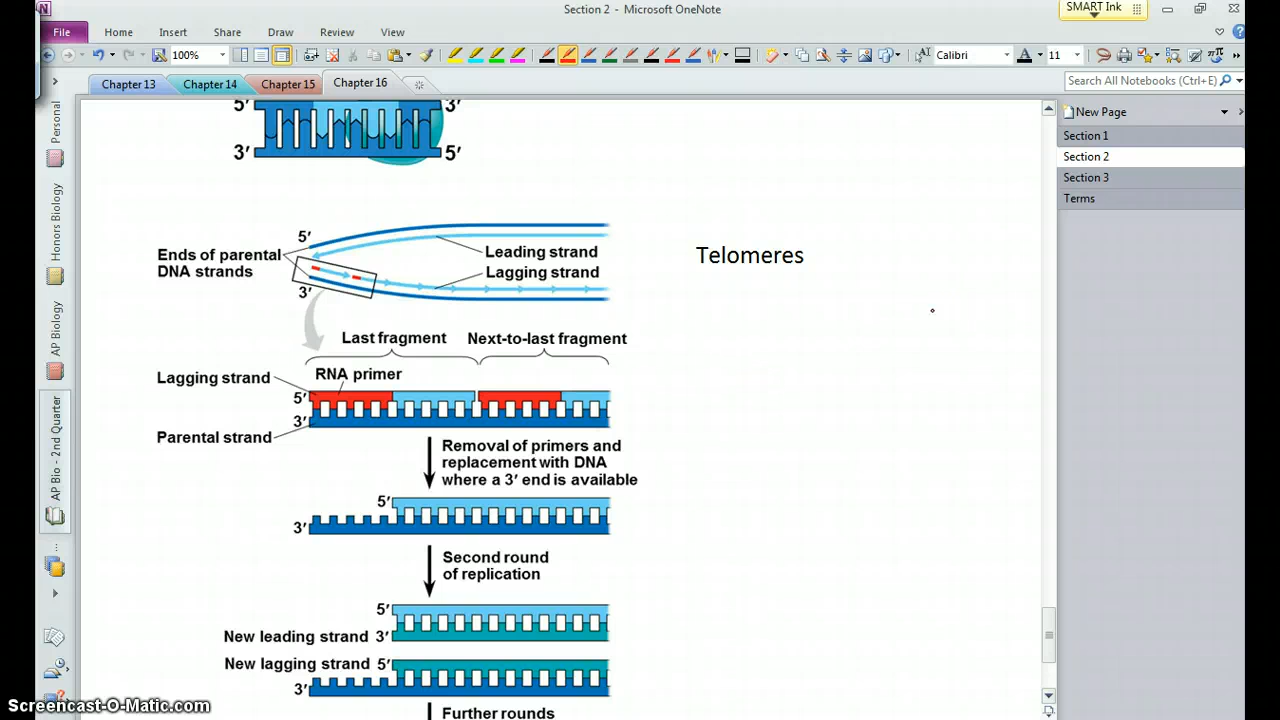 Section 2 - Microsoft OneNote
SMART Ink
File Home Insert Share Draw Review View
100%
Calibri
11
Chapter 13 Chapter 14 Chapter 15 Chapter 16
Search All Notebooks (Ctrl+E)
New Page
Section 1
Section 2
Section 3
Terms
Personal
Honors Biology
AP Biology
AP Bio - 2nd Quarter
5′ 3′
3′ 5′
5′
Ends of parental
DNA strands
3′
Leading strand
Lagging strand
Telomeres
Last fragment Next-to-last fragment
RNA primer
Lagging strand
5′
3′
Parental strand
Removal of primers and
replacement with DNA
where a 3′ end is available
5′
3′
Second round
of replication
5′
New leading strand 3′
New lagging strand 5′
3′
Further rounds
Screencast-O-Matic.com